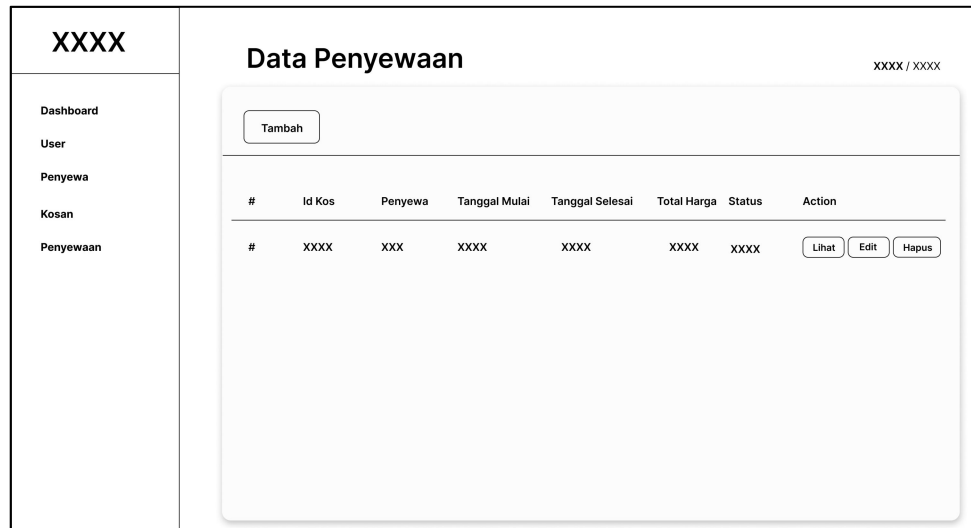 XXXX
Dashboard
User
Penyewa
Kosan
Penyewaan
Data Penyewaan
XXXX / XXXX
Tambah
# Id Kos Penyewa Tanggal Mulai Tanggal Selesai Total Harga Status Action
# XXXX XXX XXXX XXXX XXXX XXXX Lihat Edit Hapus